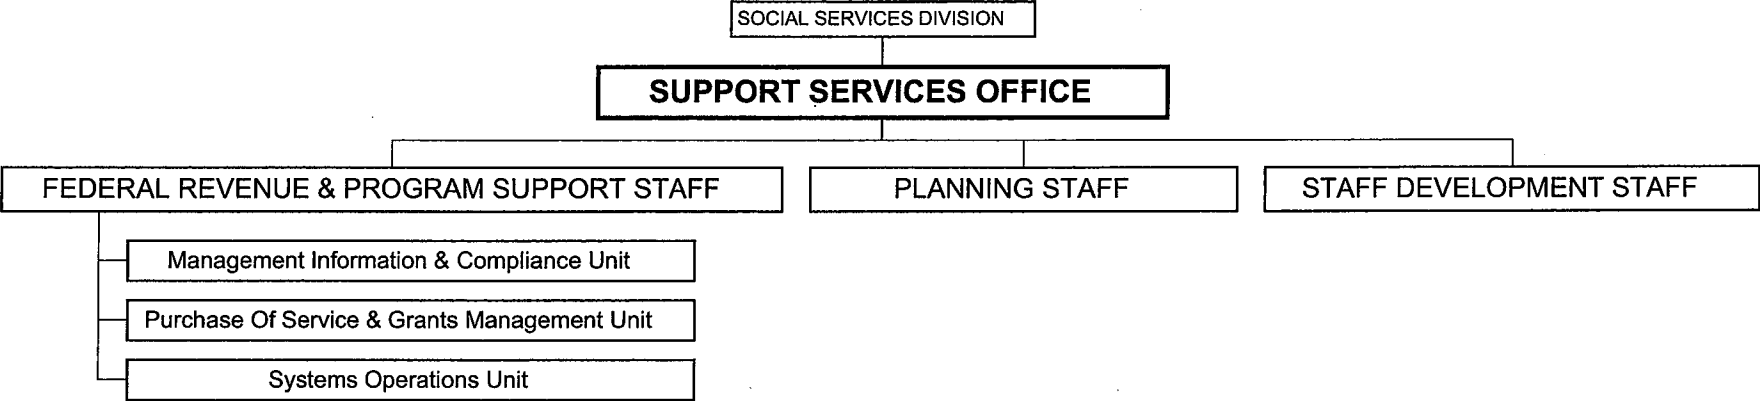 SOCIAL SERVICES DIVISION
SUPPORT SERVICES OFFICE
FEDERAL REVENUE & PROGRAM SUPPORT STAFF
PLANNING STAFF
STAFF DEVELOPMENT STAFF
Management Information & Compliance Unit
Purchase Of Service & Grants Management Unit
Systems Operations Unit